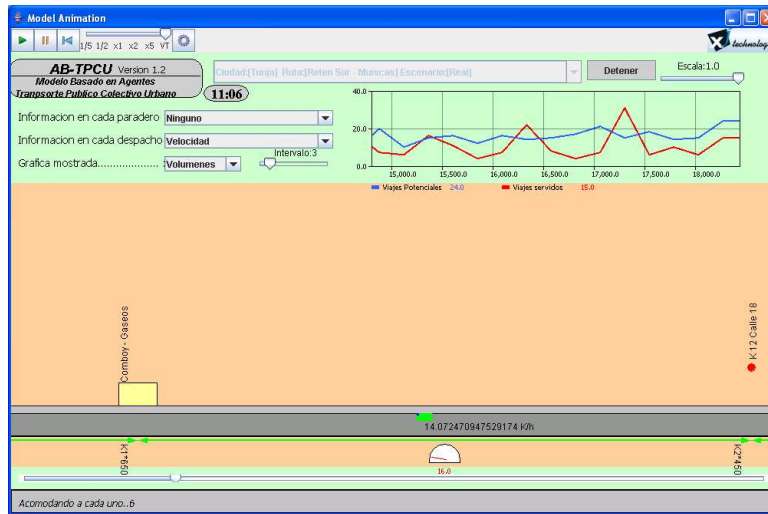 Model Animation
1/5 1/2 x1 x2 x5 VT
X technolog
AB-TPCU Version 1.2
Modelo Basado en Agentes
Tranpsorte Publico Colectivo Urbano
11:06
Ciudad:[Tunja] Ruta:[Reten Sur - Muiscas] Escenario:[Real]
Detener
Escala:1.0
Informacion en cada paradero Ninguno
Informacion en cada despacho Velocidad
Grafica mostrada.................. :Volumenes
Intervalo:3
40.0
20.0
0.0
15,000.0 15,500.0 16,000.0 16,500.0 17,000.0 17,500.0 18,000.0
Viajes Potenciales 24.0 Viajes servidos 15.0
Comboy - Gaseos
K 12 Calle 18
14.072470947529174 K/h
K1+650
16.0
K2+450
Acomodando a cada uno..6